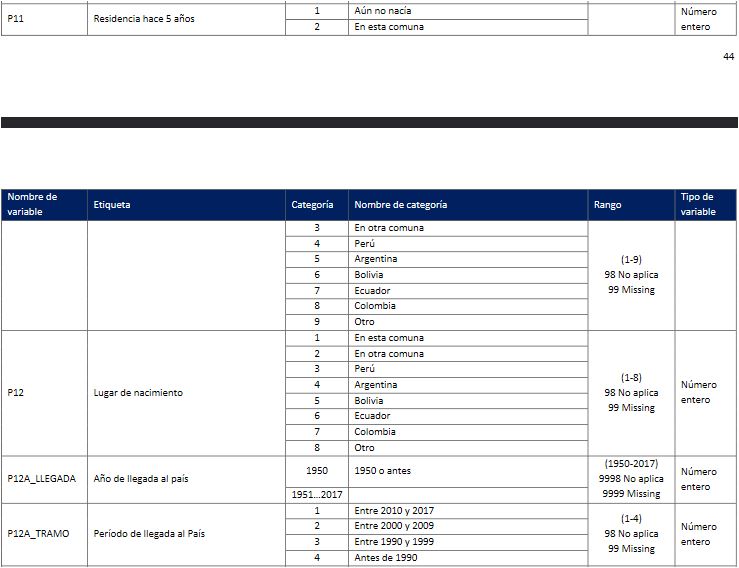 P11 Residencia hace 5 años 1 Aún no nacía Número entero
2 En esta comuna
44
Nombre de variable Etiqueta Categoría Nombre de categoría Rango Tipo de variable
3 En otra comuna (1-9) 98 No aplica 99 Missing
4 Perú
5 Argentina
6 Bolivia
7 Ecuador
8 Colombia
9 Otro
P12 Lugar de nacimiento 1 En esta comuna (1-8) 98 No aplica 99 Missing Número entero
2 En otra comuna
3 Perú
4 Argentina
5 Bolivia
6 Ecuador
7 Colombia
8 Otro
P12A_LLEGADA Año de llegada al país 1950 1950 o antes (1950-2017) 9998 No aplica 9999 Missing Número entero
1951...2017
P12A_TRAMO Período de llegada al País 1 Entre 2010 y 2017 (1-4) 98 No aplica 99 Missing Número entero
2 Entre 2000 y 2009
3 Entre 1990 y 1999
4 Antes de 1990